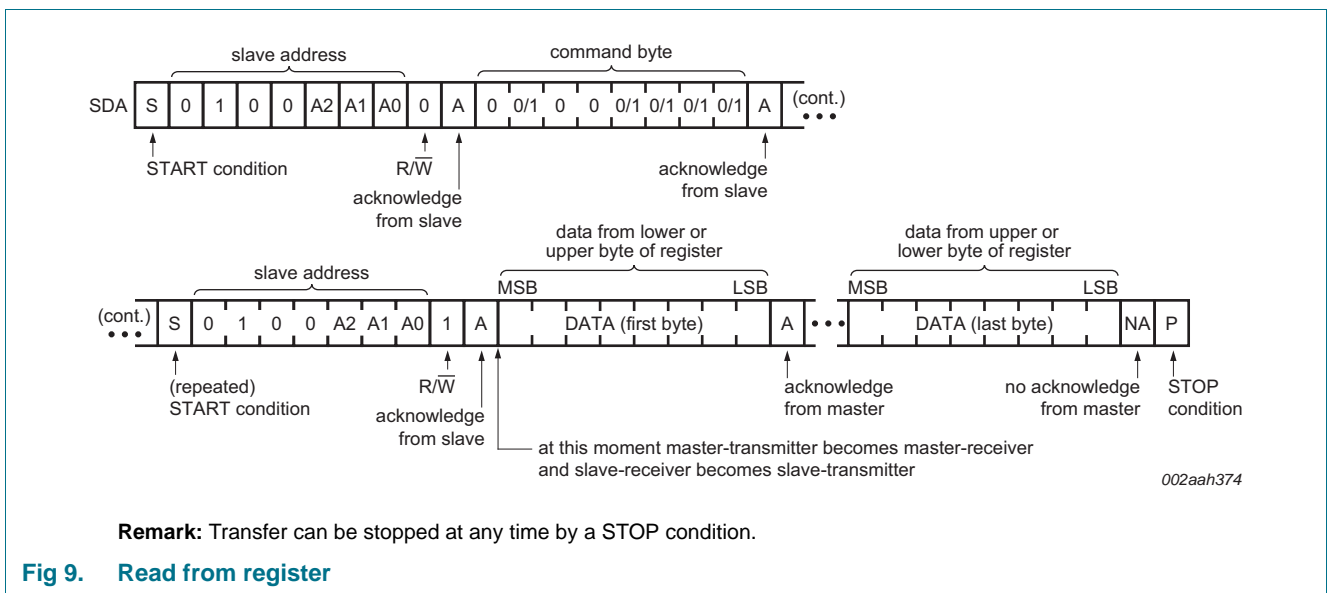 slave address
command byte
SDA S 0 1 0 0 A2 A1 A0 0 A 0 0/1 0 0 0/1 0/1 0/1 0/1 A (cont.)
START condition
R/W̅
acknowledge
from slave
acknowledge
from slave
data from lower or
upper byte of register
data from upper or
lower byte of register
slave address
MSB LSB MSB LSB
(cont.) S 0 1 0 0 A2 A1 A0 1 A DATA (first byte) A DATA (last byte) NA P
(repeated)
START condition
R/W̅
acknowledge
from slave
acknowledge
from master
no acknowledge
from master
STOP
condition
at this moment master-transmitter becomes master-receiver
and slave-receiver becomes slave-transmitter
002aah374
Remark: Transfer can be stopped at any time by a STOP condition.
Fig 9. Read from register